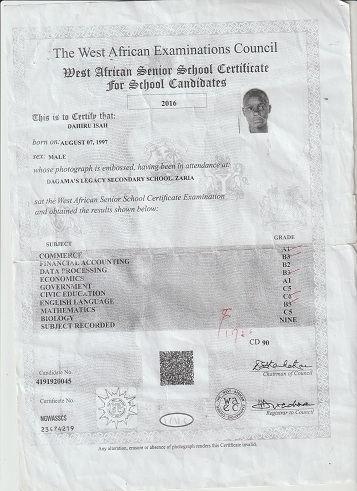 The West African Examinations Council
West African Senior School Certificate
For School Candidates
2016
This is to Certify that:
DAHIRU ISAH
born on: AUGUST 07, 1997
sex: MALE
whose photograph is embossed, having been in attendance at:
DAGAMA'S LEGACY SECONDARY SCHOOL, ZARIA
sat the West African Senior School Certificate Examination
and obtained the results shown below:
SUBJECT GRADE
COMMERCE A1
FINANCIAL ACCOUNTING B3
DATA PROCESSING B2
ECONOMICS B3
GOVERNMENT A1
CIVIC EDUCATION C5
ENGLISH LANGUAGE C6
MATHEMATICS B3
BIOLOGY C5
SUBJECT RECORDED NINE
CD 90
Candidate No.
4191920045
Chairman of Council
Certificate No.
NGWASSCS
23474219
waec
Registrar to Council
Any alteration, erasure or absence of photograph renders this Certificate invalid.